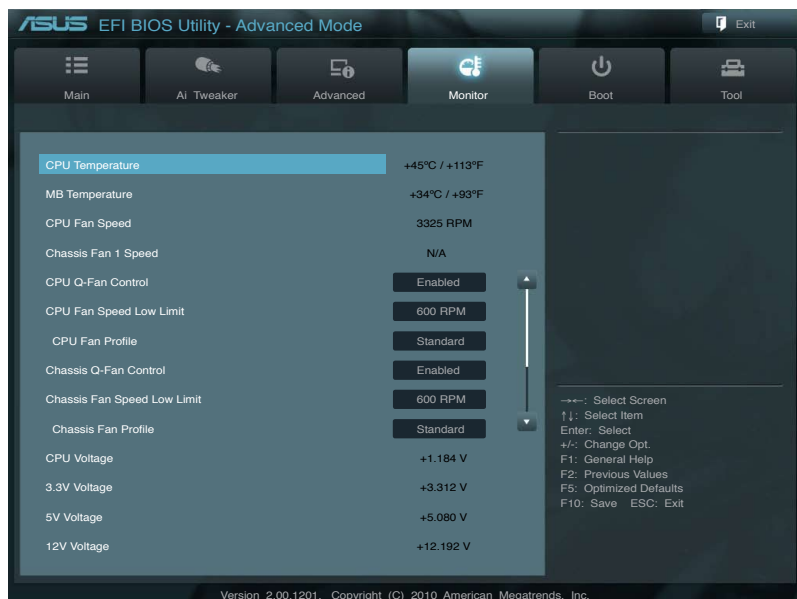 ASUS EFI BIOS Utility - Advanced Mode
Exit
Main Ai Tweaker Advanced Monitor Boot Tool
CPU Temperature +45ºC / +113ºF
MB Temperature +34ºC / +93ºF
CPU Fan Speed 3325 RPM
Chassis Fan 1 Speed N/A
CPU Q-Fan Control Enabled
CPU Fan Speed Low Limit 600 RPM
CPU Fan Profile Standard
Chassis Q-Fan Control Enabled
Chassis Fan Speed Low Limit 600 RPM
Chassis Fan Profile Standard
CPU Voltage +1.184 V
3.3V Voltage +3.312 V
5V Voltage +5.080 V
12V Voltage +12.192 V
→←: Select Screen
↑↓: Select Item
Enter: Select
+/-: Change Opt.
F1: General Help
F2: Previous Values
F5: Optimized Defaults
F10: Save ESC: Exit
Version 2.00.1201. Copyright (C) 2010 American Megatrends, Inc.